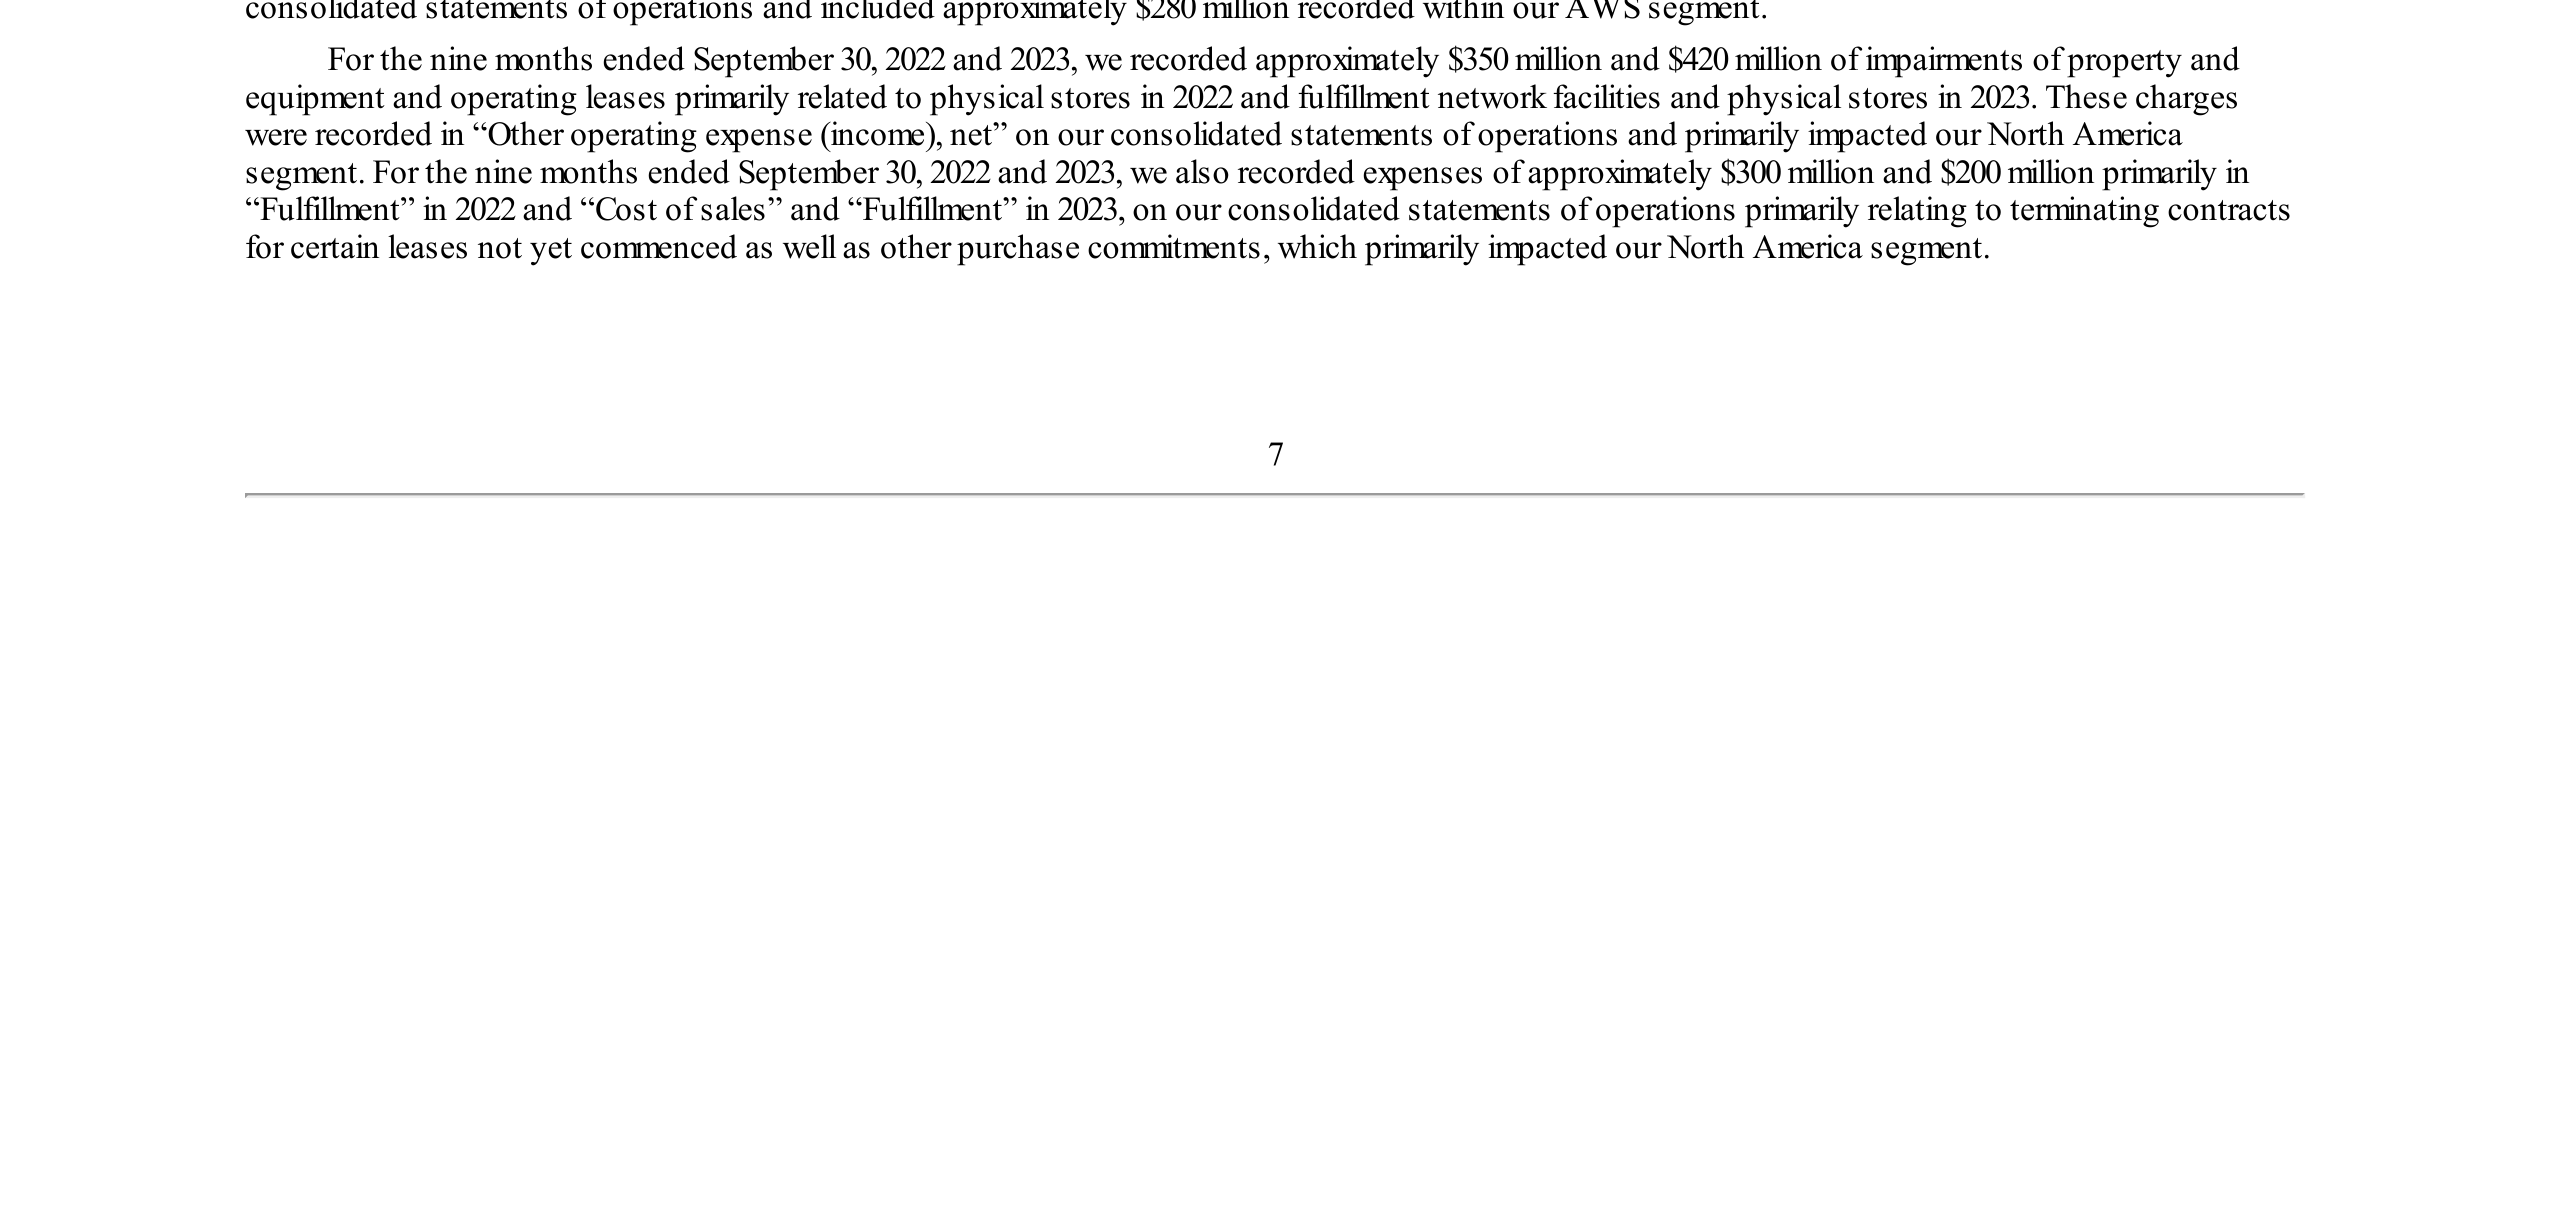 consolidated statements of operations and included approximately $280 million recorded within our AWS segment.
For the nine months ended September 30, 2022 and 2023, we recorded approximately $350 million and $420 million of impairments of property and
equipment and operating leases primarily related to physical stores in 2022 and fulfillment network facilities and physical stores in 2023. These charges
were recorded in “Other operating expense (income), net” on our consolidated statements of operations and primarily impacted our North America
segment. For the nine months ended September 30, 2022 and 2023, we also recorded expenses of approximately $300 million and $200 million primarily in
“Fulfillment” in 2022 and “Cost of sales” and “Fulfillment” in 2023, on our consolidated statements of operations primarily relating to terminating contracts
for certain leases not yet commenced as well as other purchase commitments, which primarily impacted our North America segment.
7